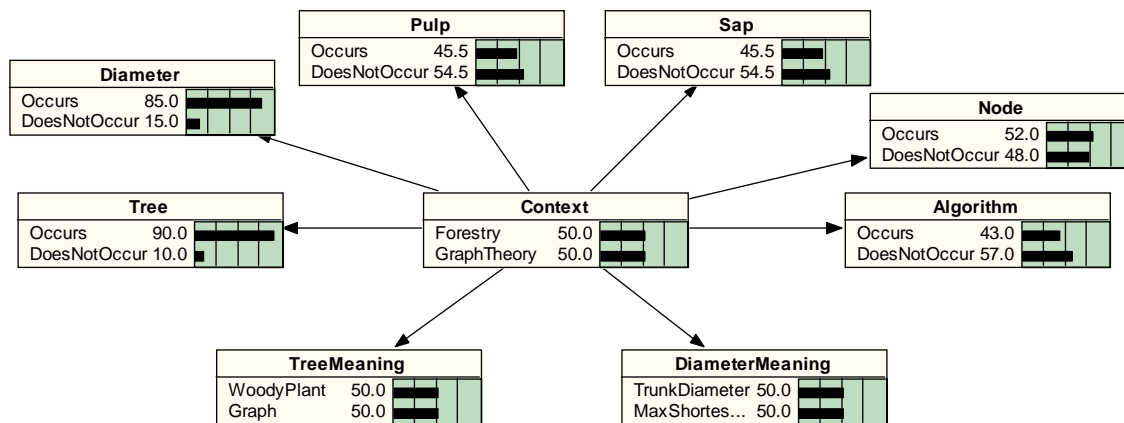 Pulp
Occurs 45.5
DoesNotOccur 54.5
Sap
Occurs 45.5
DoesNotOccur 54.5
Diameter
Occurs 85.0
DoesNotOccur 15.0
Node
Occurs 52.0
DoesNotOccur 48.0
Tree
Occurs 90.0
DoesNotOccur 10.0
Context
Forestry 50.0
GraphTheory 50.0
Algorithm
Occurs 43.0
DoesNotOccur 57.0
TreeMeaning
WoodyPlant 50.0
Graph 50.0
DiameterMeaning
TrunkDiameter 50.0
MaxShortes... 50.0